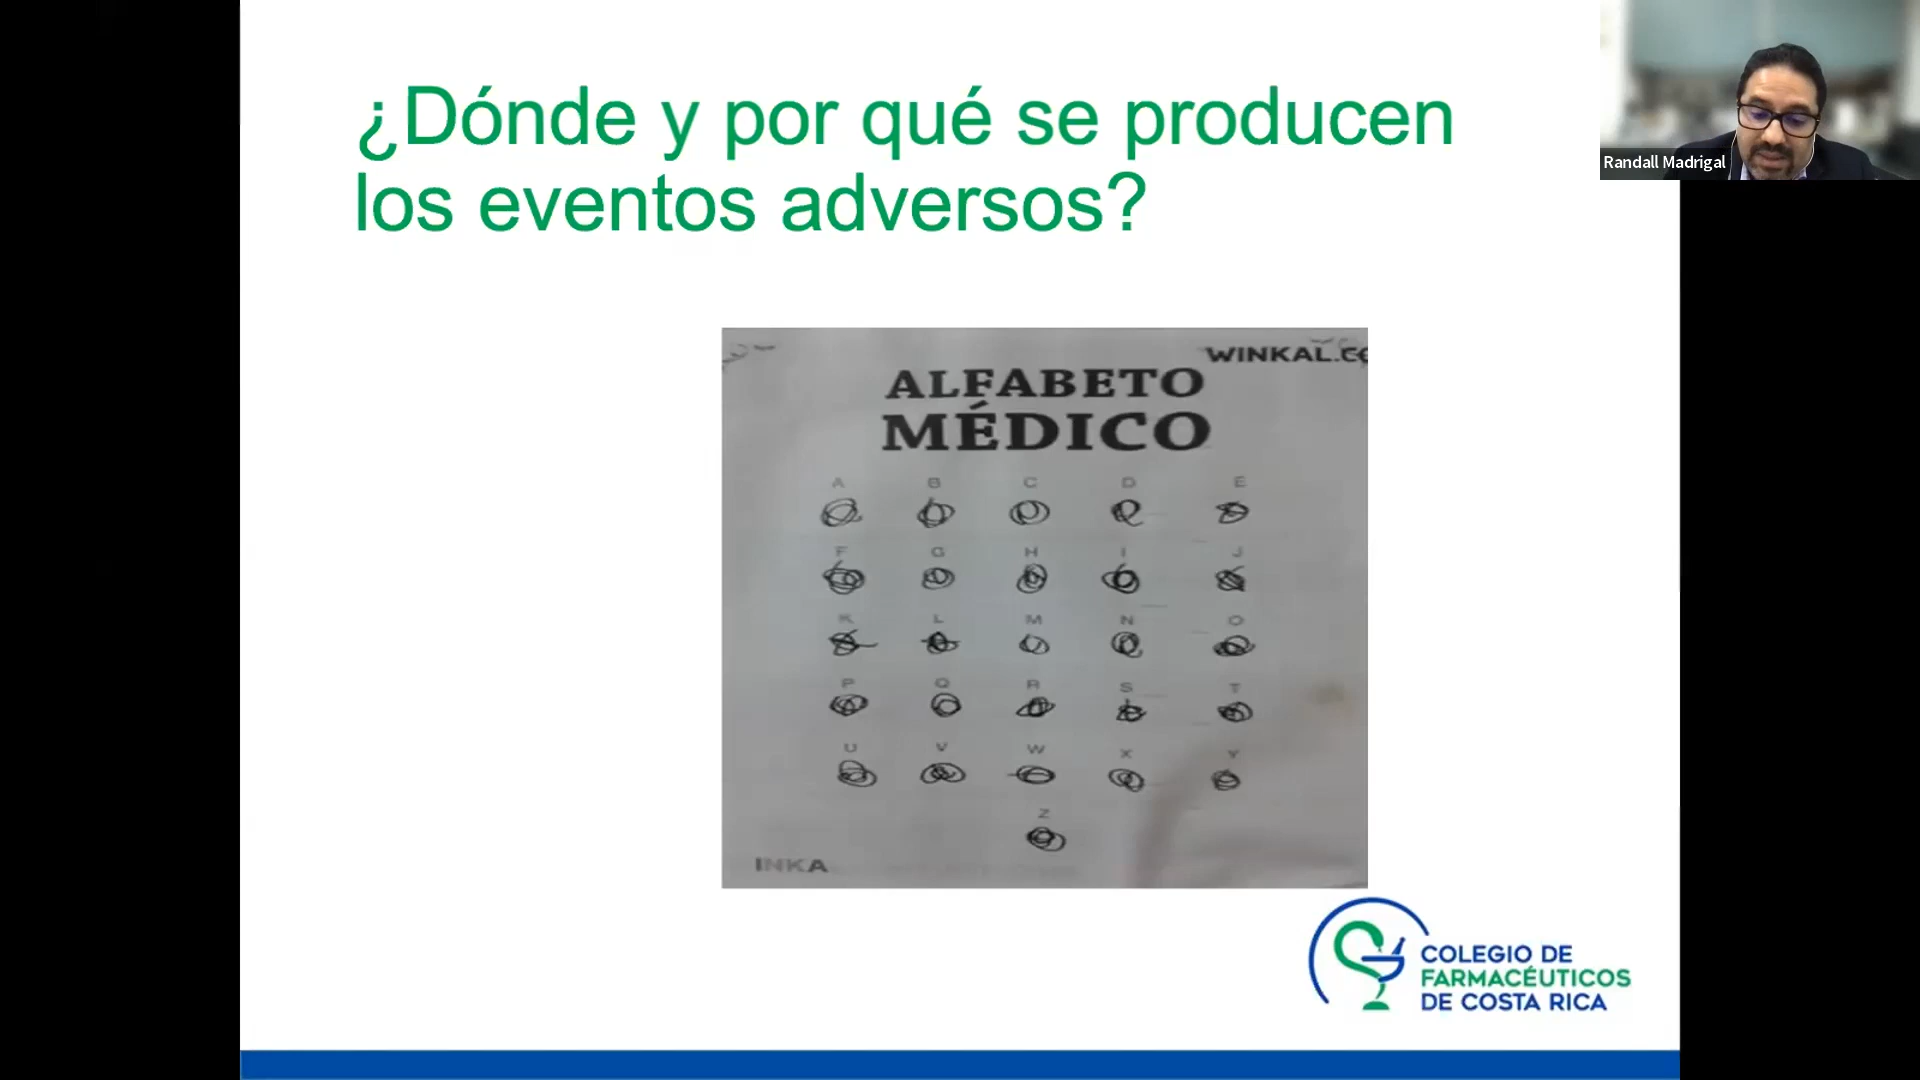 ¿Dónde y por qué se producen
los eventos adversos?
Randall Madrigal
WINKAL.CO
ALFABETO
MÉDICO
A B C D E
F G H I J
K L M N O
P Q R S T
U V W X Y
Z
INKA
COLEGIO DE
FARMACÉUTICOS
DE COSTA RICA